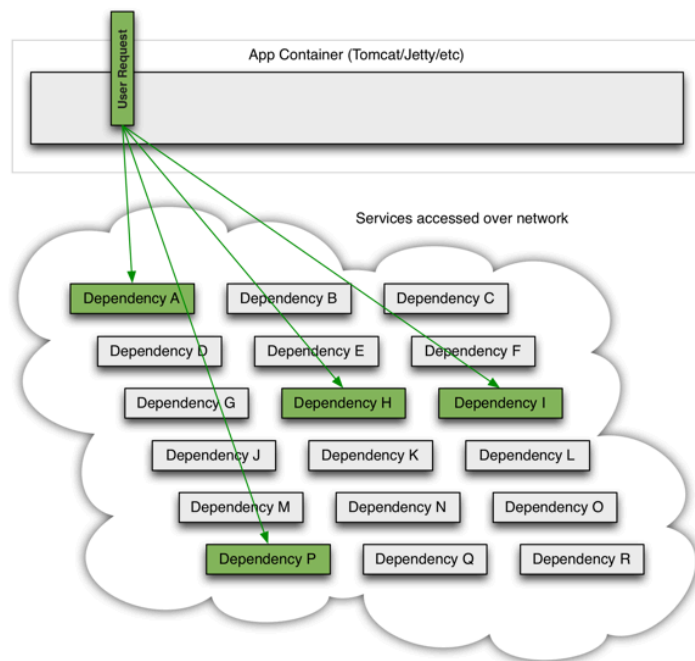 User Request
App Container (Tomcat/Jetty/etc)
Services accessed over network
Dependency A
Dependency B
Dependency C
Dependency D
Dependency E
Dependency F
Dependency G
Dependency H
Dependency I
Dependency J
Dependency K
Dependency L
Dependency M
Dependency N
Dependency O
Dependency P
Dependency Q
Dependency R